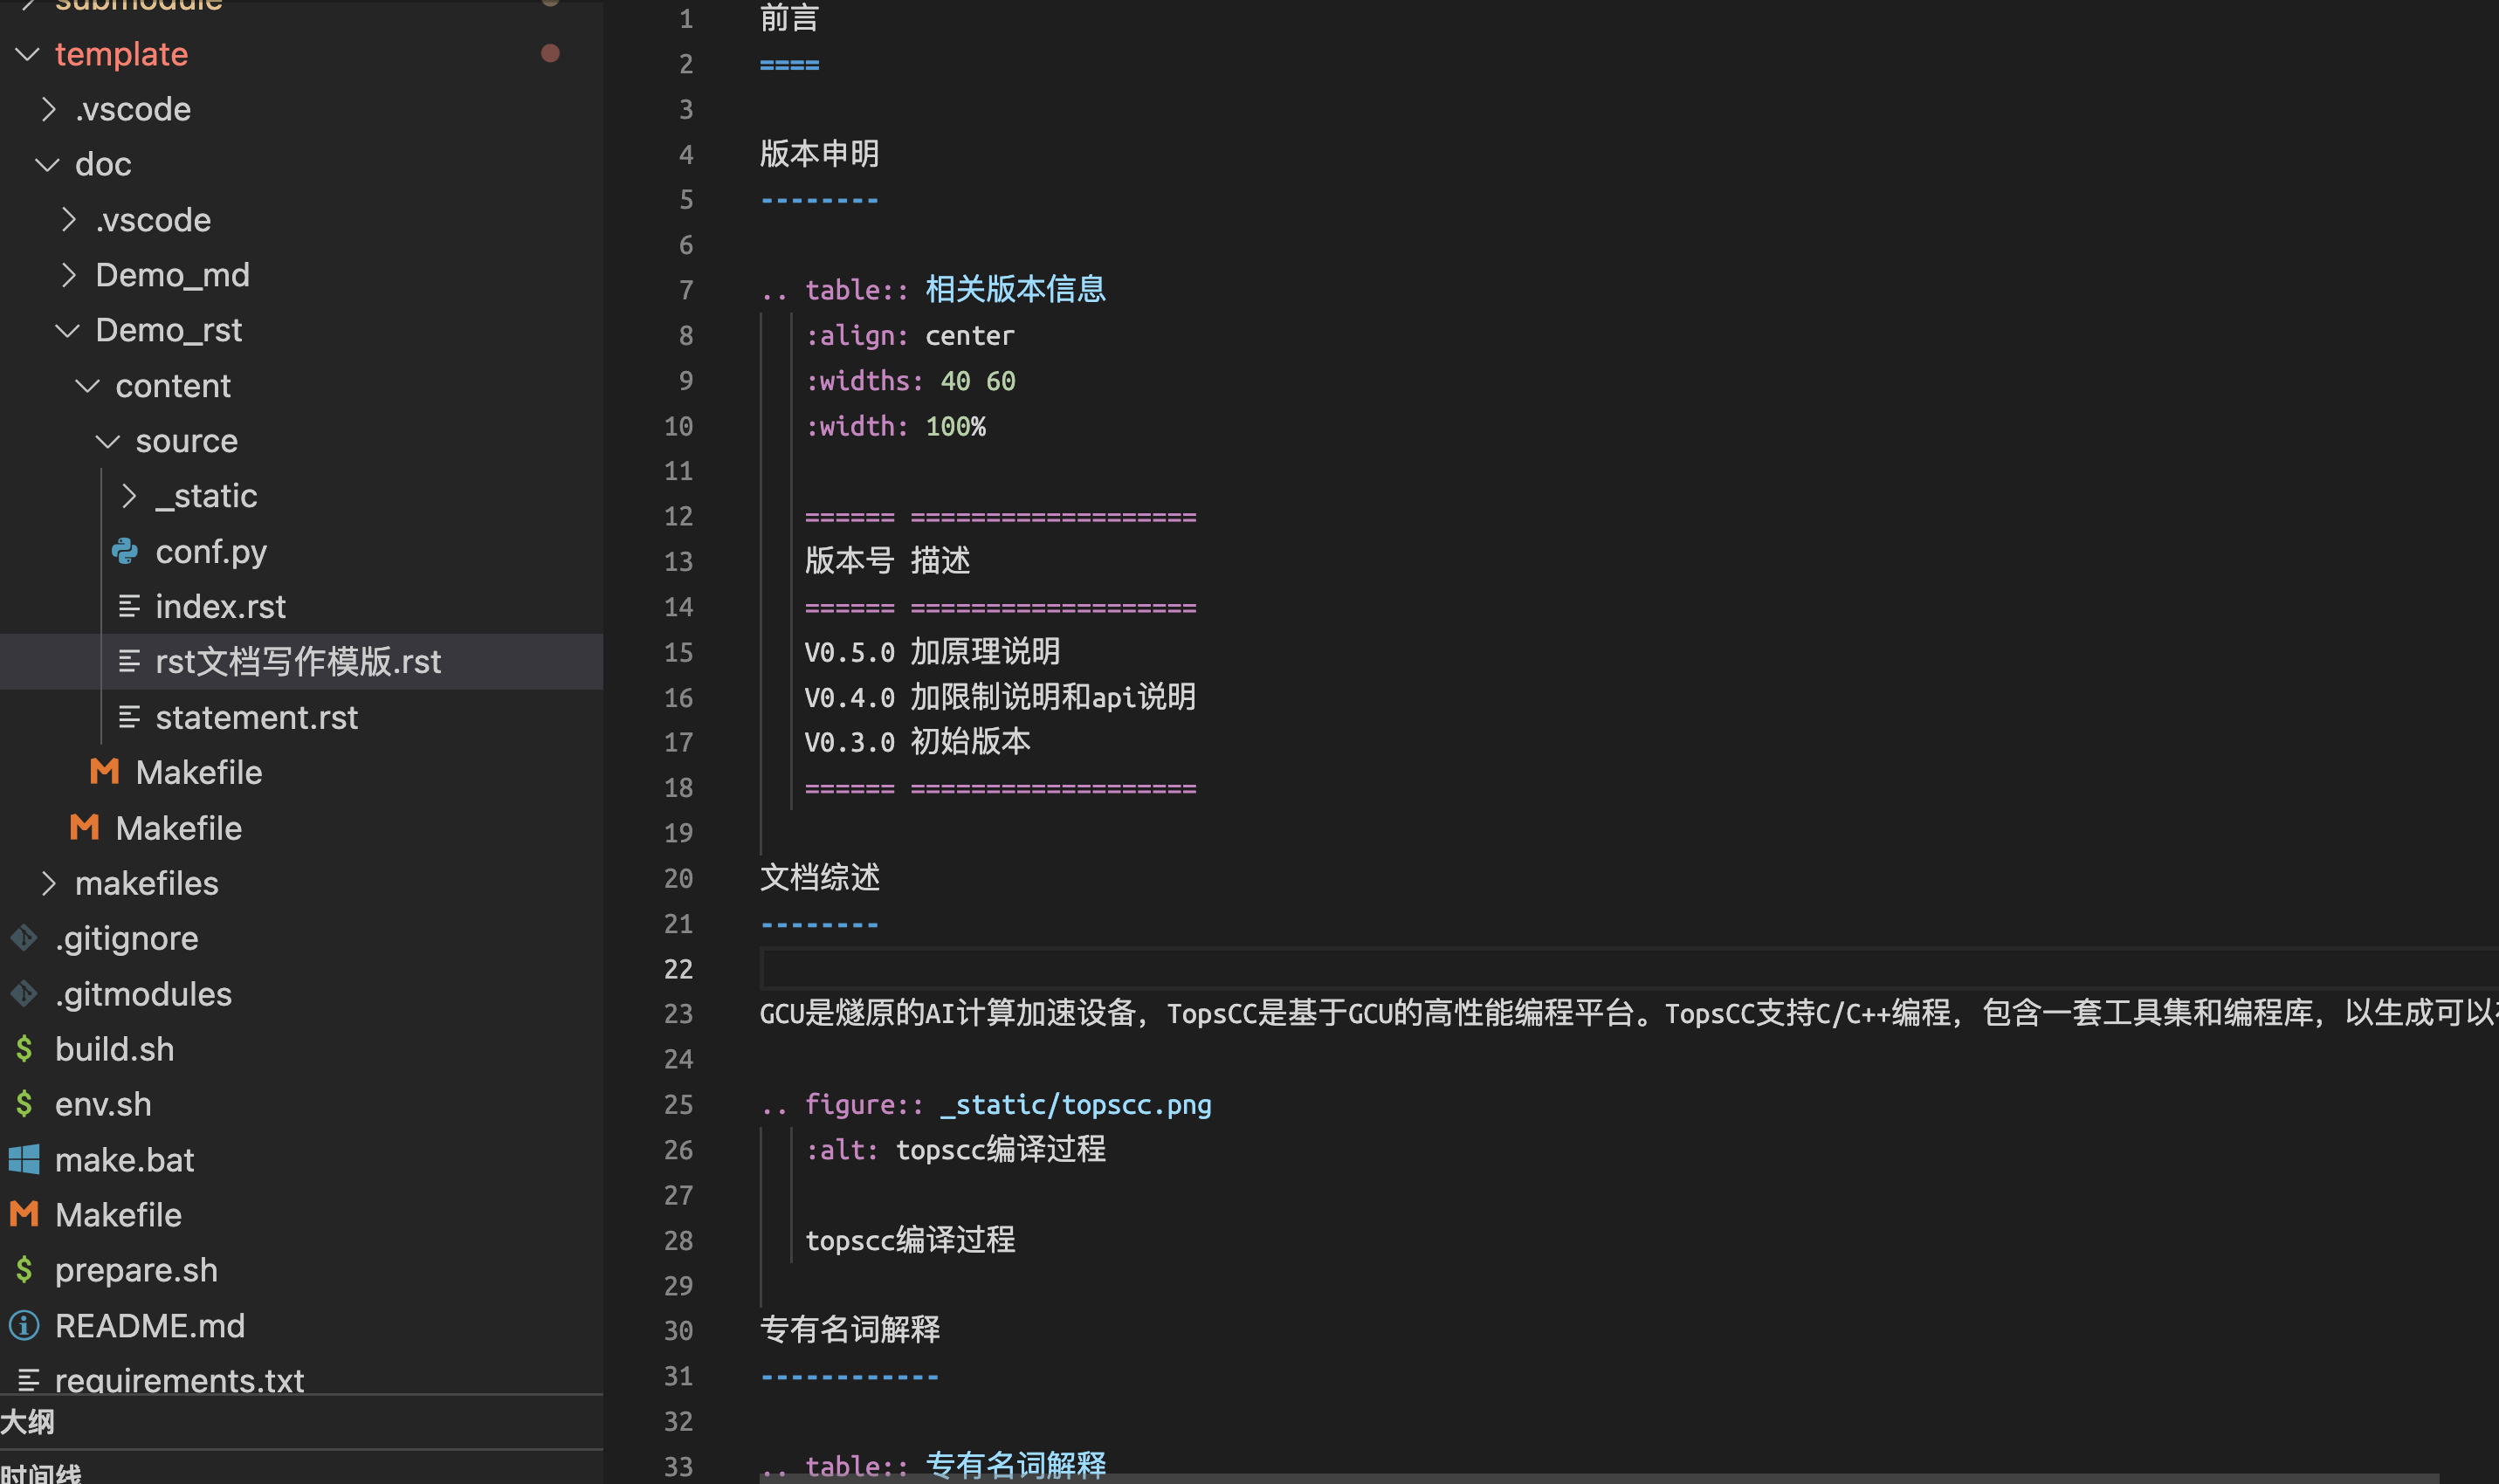 submodule
template
.vscode
doc
.vscode
Demo_md
Demo_rst
content
source
_static
conf.py
index.rst
rst文档写作模版.rst
statement.rst
M Makefile
M Makefile
makefiles
.gitignore
.gitmodules
$ build.sh
$ env.sh
make.bat
M Makefile
$ prepare.sh
README.md
requirements.txt
大纲
时间线
1 前言
2 ====
3
4 版本申明
5 --------
6
7 .. table:: 相关版本信息
8 :align: center
9 :widths: 40 60
10 :width: 100%
11
12 ====== ===================
13 版本号 描述
14 ====== ===================
15 V0.5.0 加原理说明
16 V0.4.0 加限制说明和api说明
17 V0.3.0 初始版本
18 ====== ===================
19
20 文档综述
21 --------
22
23 GCU是燧原的AI计算加速设备，TopsCC是基于GCU的高性能编程平台。TopsCC支持C/C++编程，包含一套工具集和编程库，以生成可以
24
25 .. figure:: _static/topscc.png
26 :alt: topscc编译过程
27
28 topscc编译过程
29
30 专有名词解释
31 ------------
32
33 .. table:: 专有名词解释